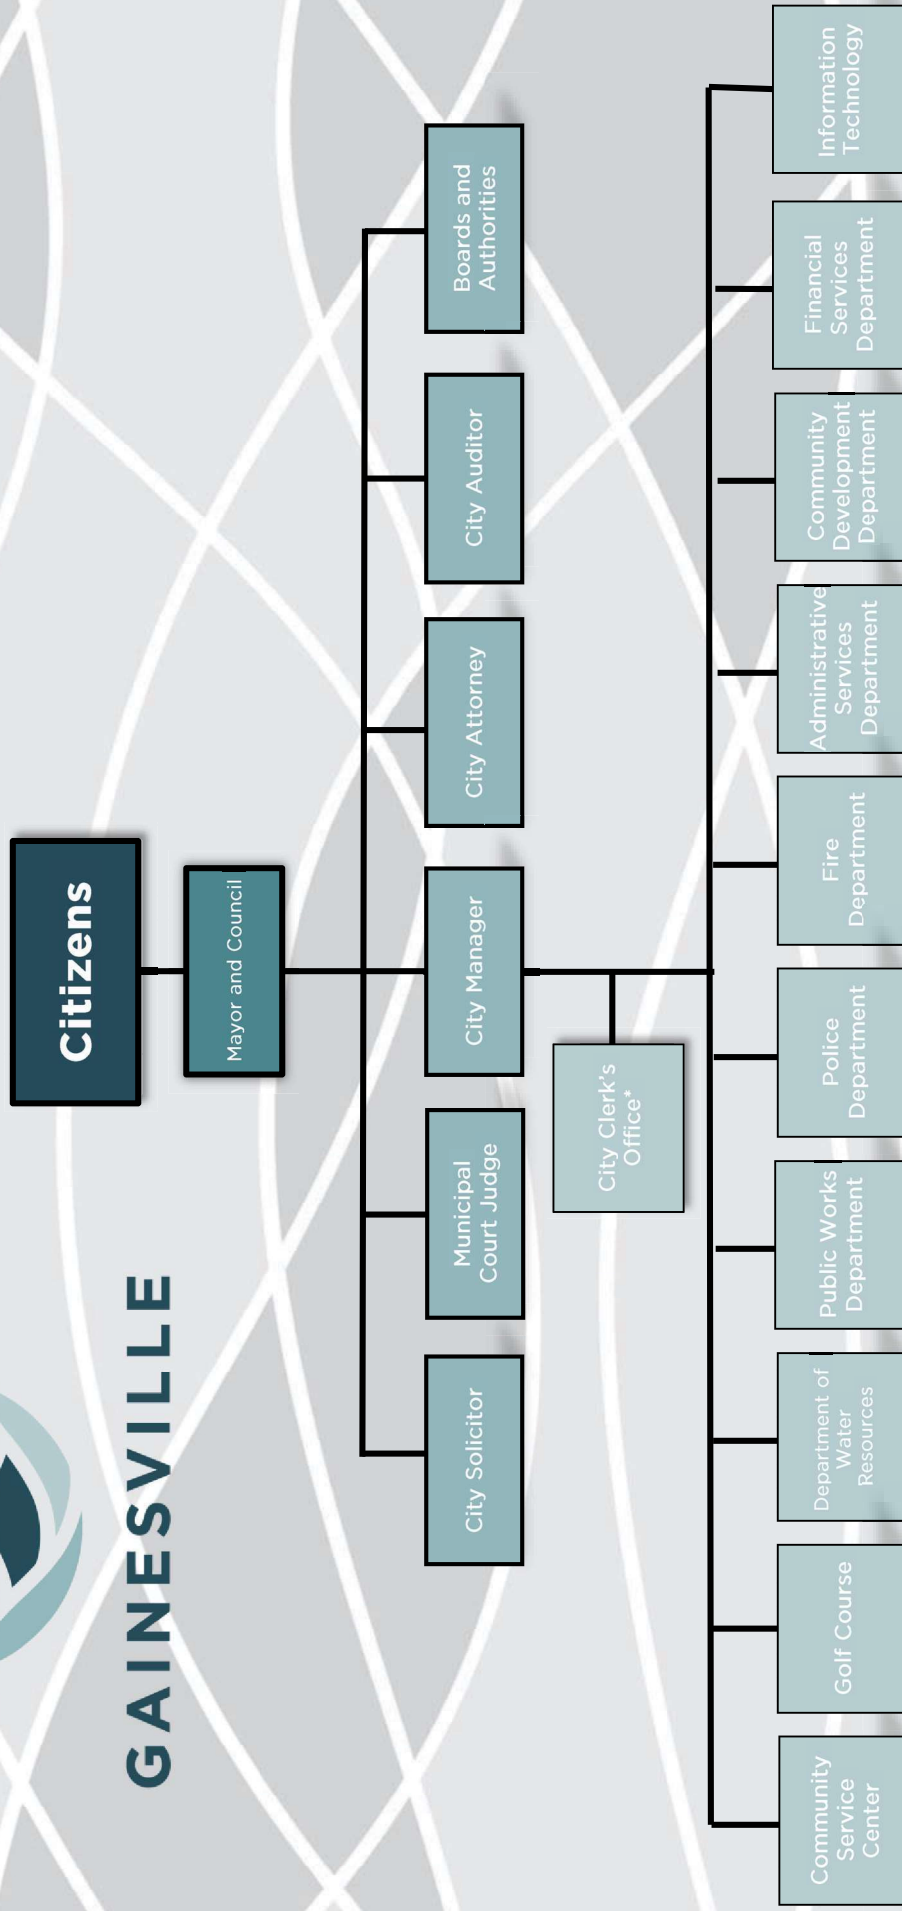 GAINESVILLE
Citizens
Mayor and Council
City Solicitor
Municipal
Court Judge
City Manager
City Attorney
City Auditor
Boards and
Authorities
City Clerk's
Office*
Community
Service
Center
Golf Course
Department of
Water
Resources
Public Works
Department
Police
Department
Fire
Department
Administrative
Services
Department
Community
Development
Department
Financial
Services
Department
Information
Technology